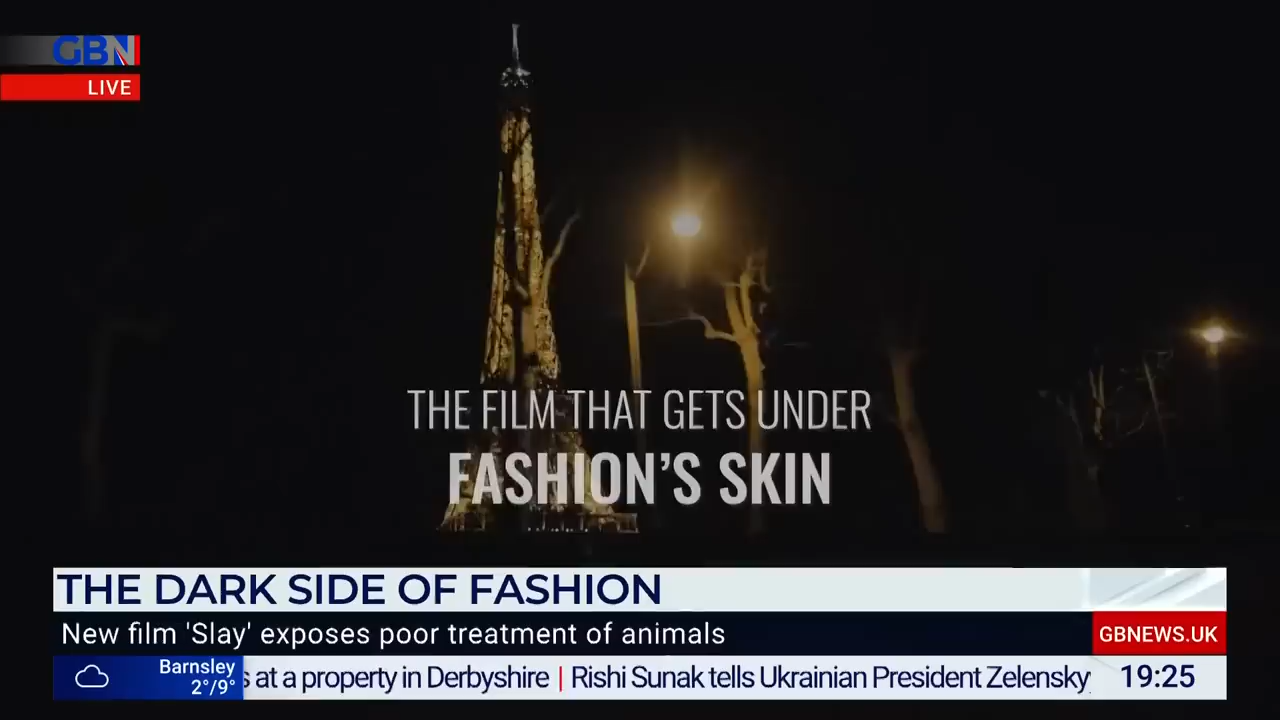 GBN
LIVE
THE FILM THAT GETS UNDER
FASHION'S SKIN
THE DARK SIDE OF FASHION
New film 'Slay' exposes poor treatment of animals
GBNEWS.UK
Barnsley
2°/9°
s at a property in Derbyshire | Rishi Sunak tells Ukrainian President Zelensky
19:25